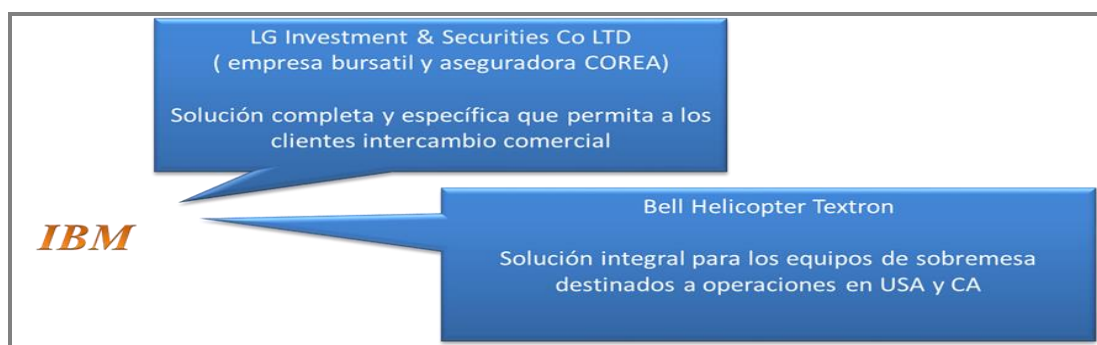 LG Investment & Securities Co LTD
( empresa bursatil y aseguradora COREA)
Solución completa y específica que permita a los
clientes intercambio comercial
IBM
Bell Helicopter Textron
Solución integral para los equipos de sobremesa
destinados a operaciones en USA y CA